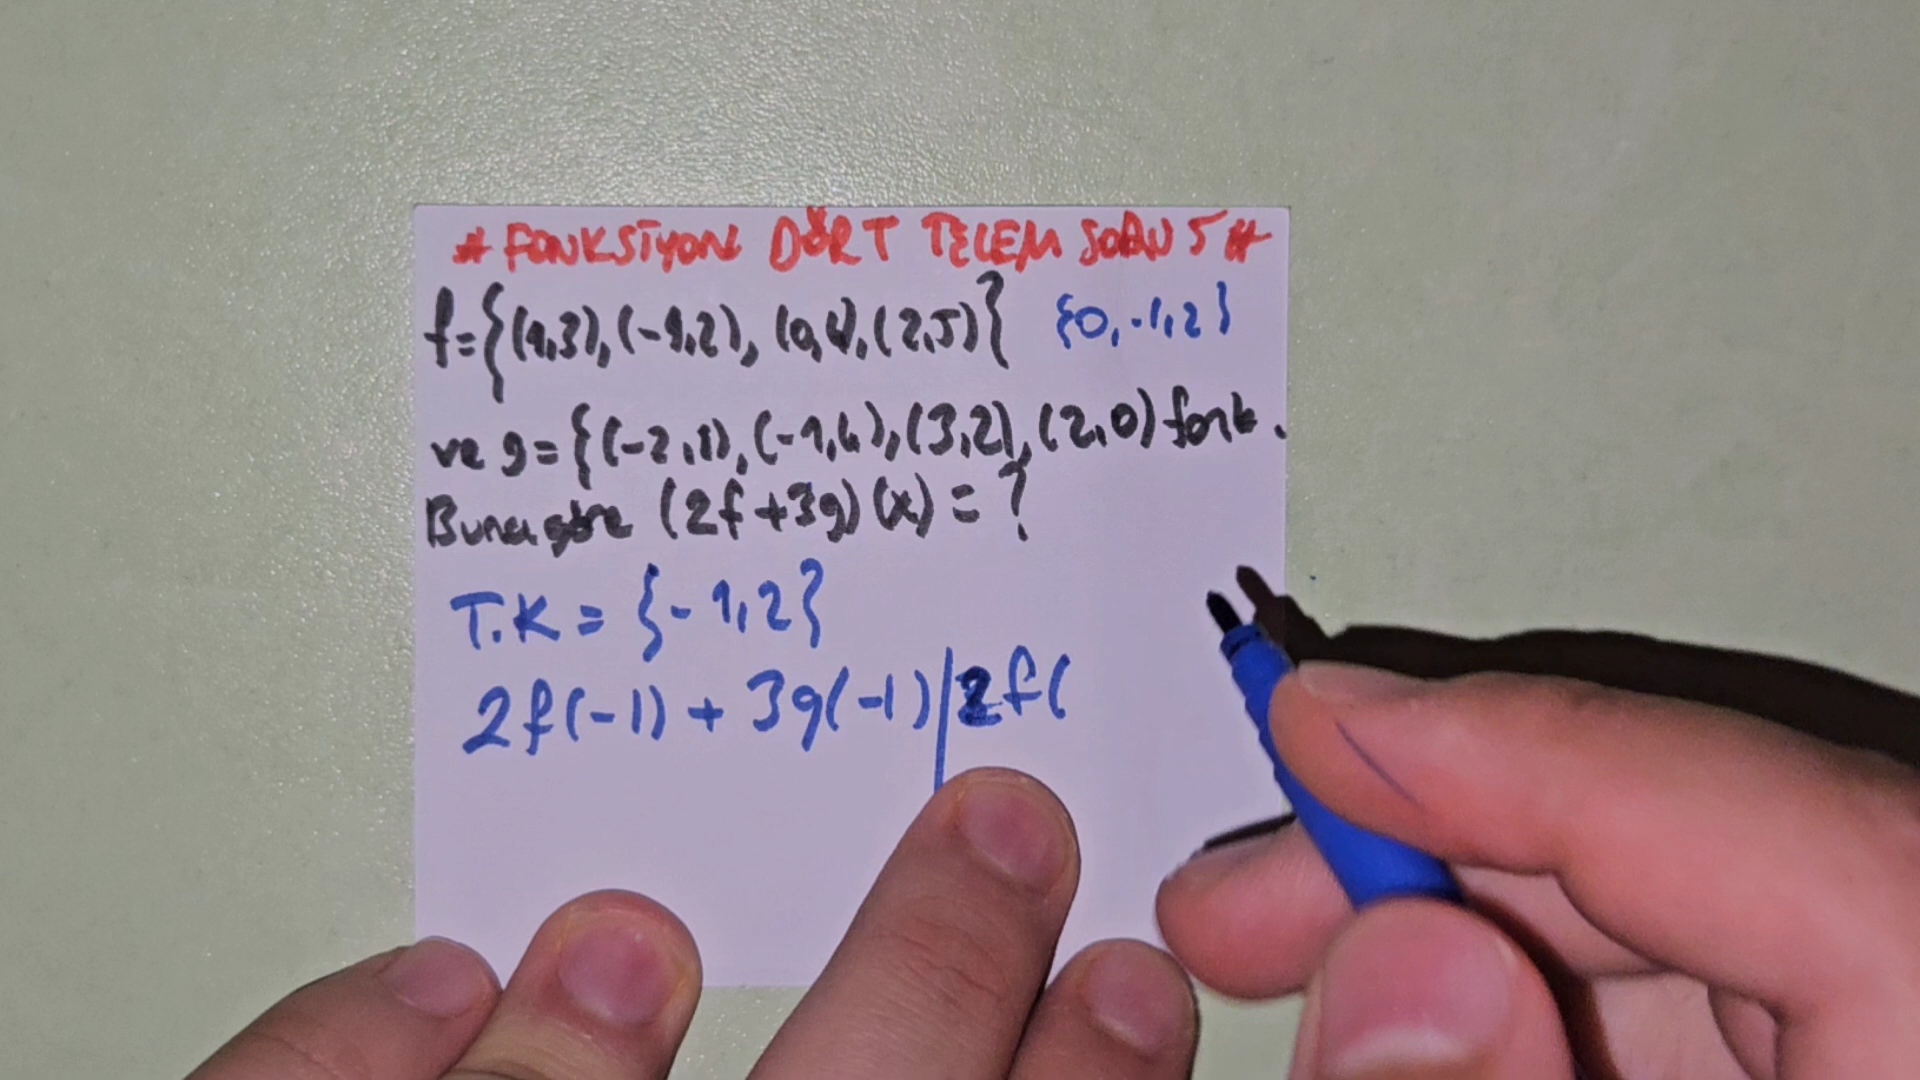 # FONKSİYON DÖRT İŞLEM SORU 5 #
f={(1,3),(-1,2), (0,4),(2,5)} {0,-1,2}
ve g={(-2,1),(-1,4),(3,2),(2,0) fonk.
Buna göre (2f+3g)(x)=?
T.K={-1,2}
2f(-1)+3g(-1)|2f(